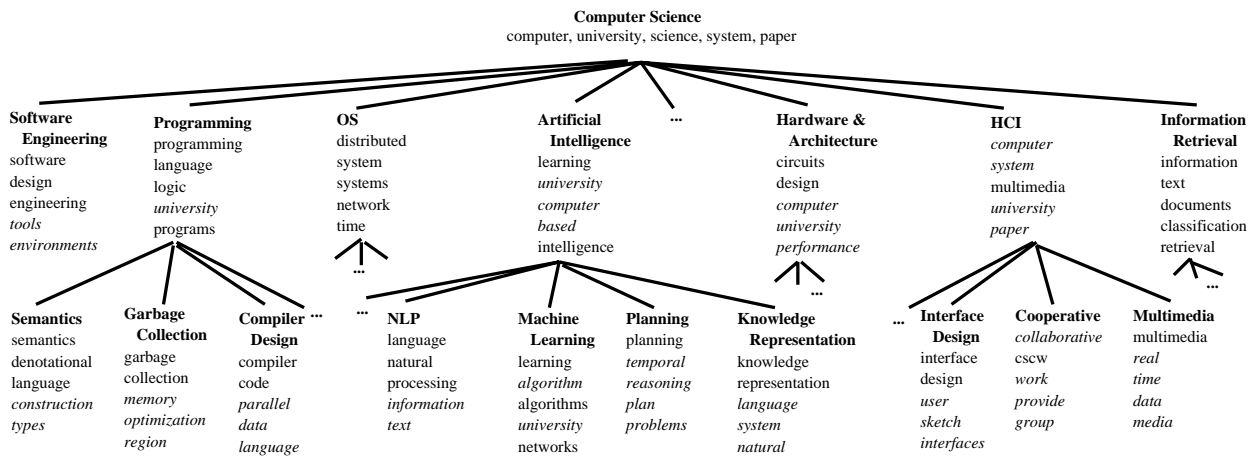 Computer Science
computer, university, science, system, paper
Software
Engineering
software
design
engineering
tools
environments
Programming
programming
language
logic
university
programs
OS
distributed
system
systems
network
time
...
Artificial
Intelligence
learning
university
computer
based
intelligence
...
Hardware &
Architecture
circuits
design
computer
university
performance
...
HCI
computer
system
multimedia
university
paper
Information
Retrieval
information
text
documents
classification
retrieval
...
Semantics
semantics
denotational
language
construction
types
Garbage
Collection
garbage
collection
memory
optimization
region
Compiler
Design
compiler
code
parallel
data
language
...
...
NLP
language
natural
processing
information
text
Machine
Learning
learning
algorithm
algorithms
university
networks
Planning
planning
temporal
reasoning
plan
problems
Knowledge
Representation
knowledge
representation
language
system
natural
...
Interface
Design
interface
design
user
sketch
interfaces
Cooperative
collaborative
cscw
work
provide
group
Multimedia
multimedia
real
time
data
media